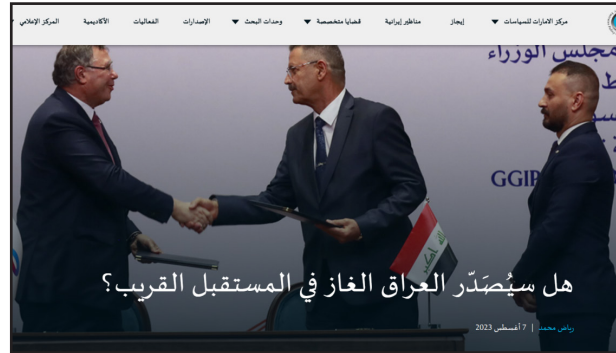 مركز الامارات للسياسات إيجاز مناظير إيرانية قضايا متخصصة وحدات البحث الإصدارات الفعاليات الأكاديمية المركز الإعلامي
مجلس الوزراء
ط
GGIP
هل سيُصَدّر العراق الغاز في المستقبل القريب؟
رياض محمد | 7 أغسطس 2023